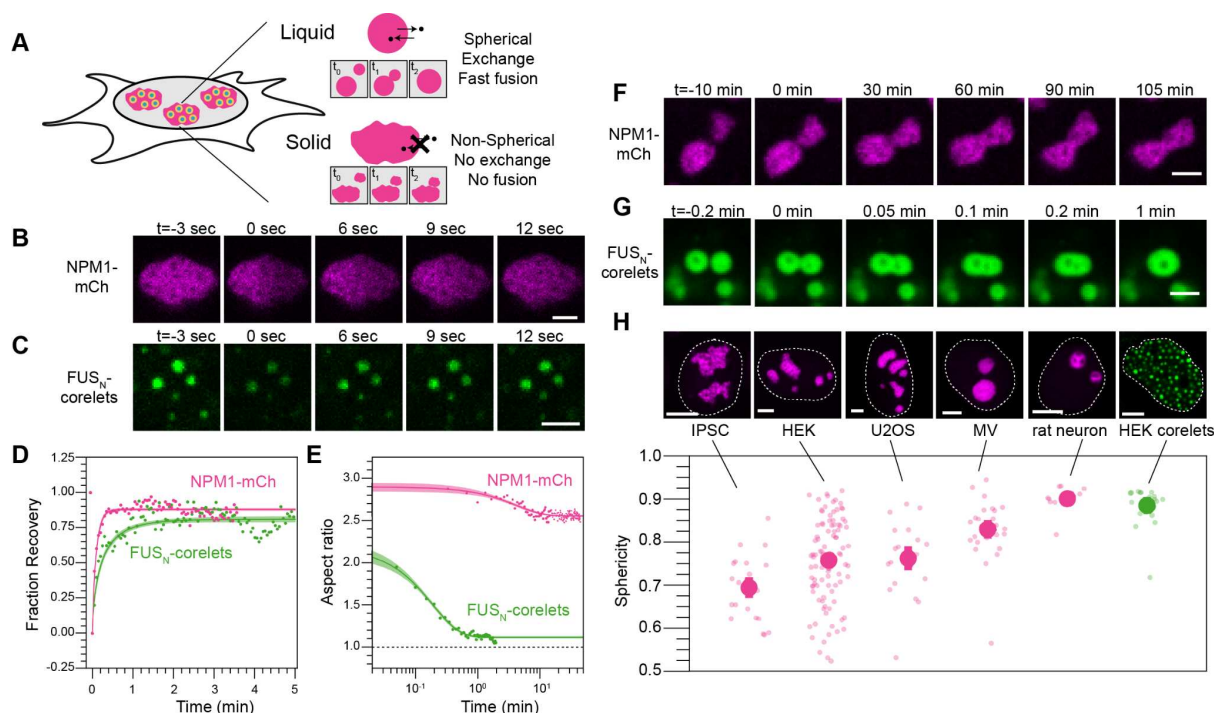 A
Liquid
Spherical
Exchange
Fast fusion
t0
t1
t2
Solid
Non-Spherical
No exchange
No fusion
t0
t1
t2
B
t=-3 sec
0 sec
6 sec
9 sec
12 sec
NPM1-
mCh
C
t=-3 sec
0 sec
6 sec
9 sec
12 sec
FUSN-
corelets
D
1.25
1.00
0.75
0.50
0.25
0.00
-0.25
Fraction Recovery
NPM1-mCh
FUSN-corelets
0
1
2
3
4
5
Time (min)
E
3.0
2.5
2.0
1.5
1.0
Aspect ratio
NPM1-mCh
FUSN-corelets
10-1
100
101
Time (min)
F
t=-10 min
0 min
30 min
60 min
90 min
105 min
NPM1-
mCh
G
t=-0.2 min
0 min
0.05 min
0.1 min
0.2 min
1 min
FUSN-
corelets
H
IPSC
HEK
U2OS
MV
rat neuron
HEK corelets
1.0
0.9
0.8
0.7
0.6
0.5
Sphericity